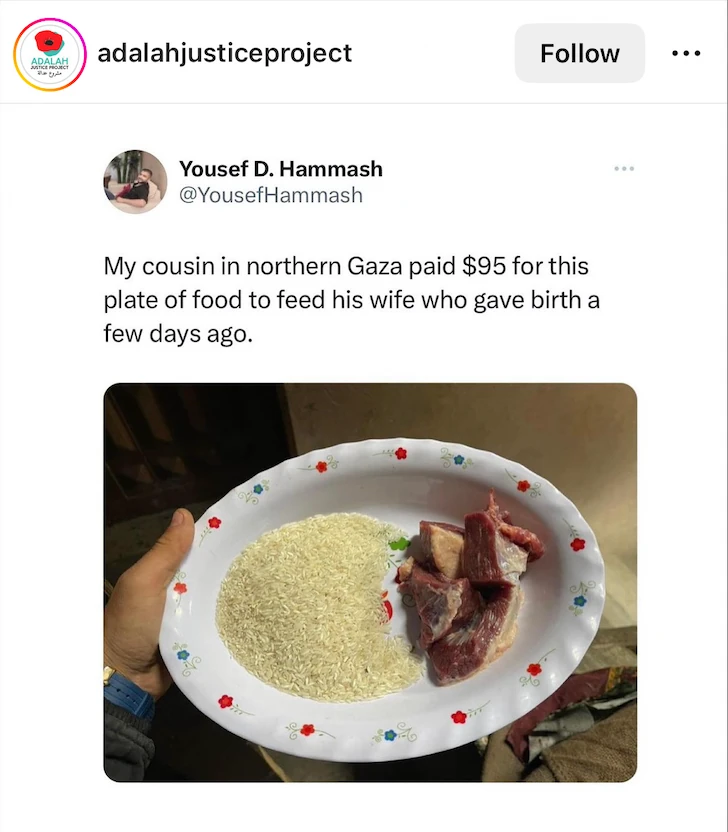 adalahjusticeproject
Follow
ADALAH
JUSTICE PROJECT
مشروع عدالة
Yousef D. Hammash
@YousefHammash
My cousin in northern Gaza paid $95 for this
plate of food to feed his wife who gave birth a
few days ago.